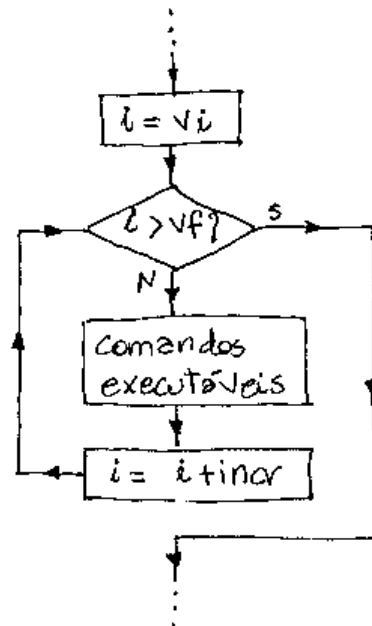 i = vi
i > vf?
S
N
comandos
executáveis
i = i + incr